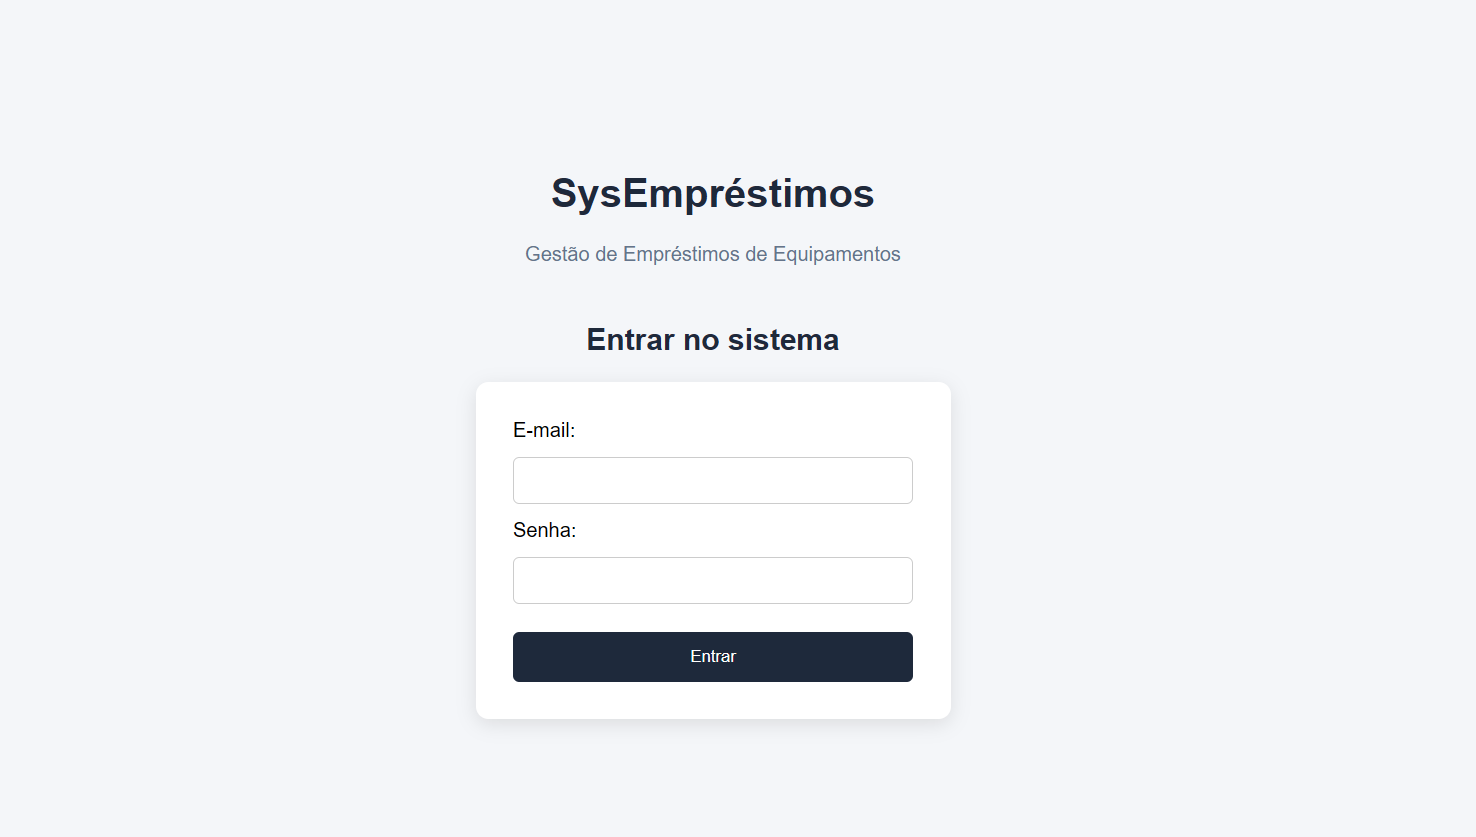 SysEmpréstimos
Gestão de Empréstimos de Equipamentos
Entrar no sistema
E-mail:
Senha:
Entrar